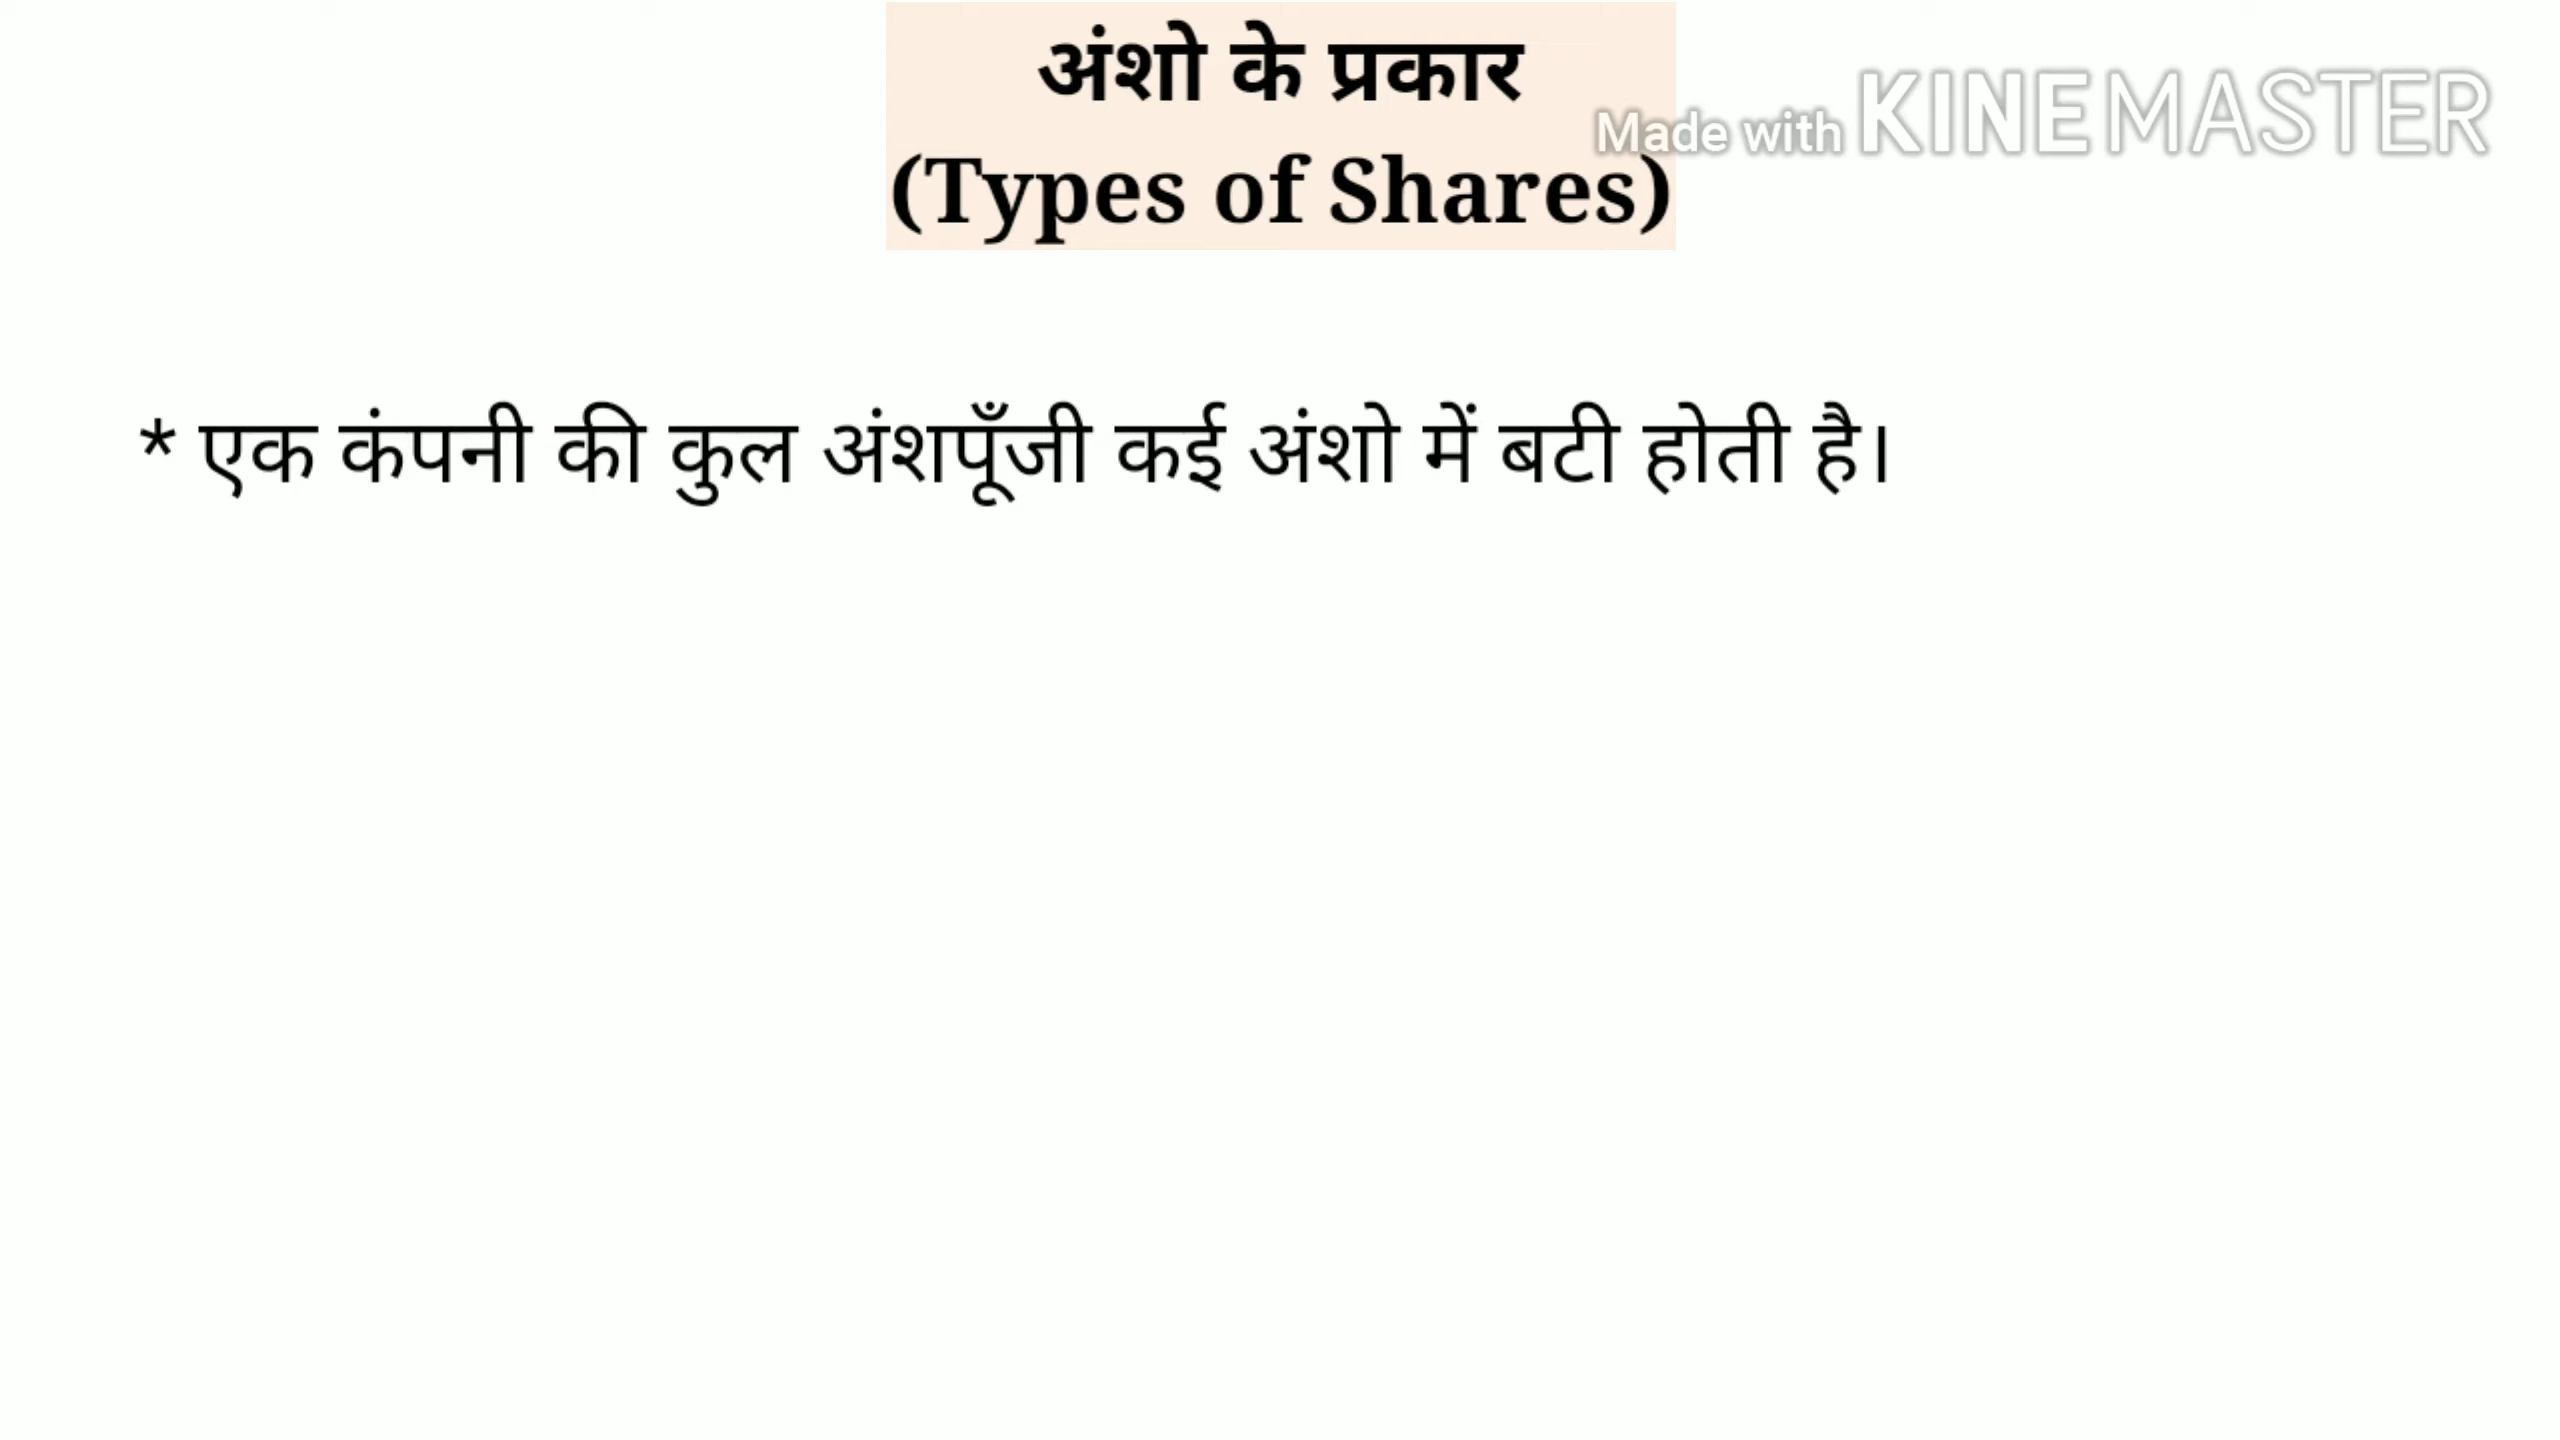 अंशो के प्रकार
Made with KINEMASTER
(Types of Shares)
* एक कंपनी की कुल अंशपूँजी कई अंशो में बटी होती है।